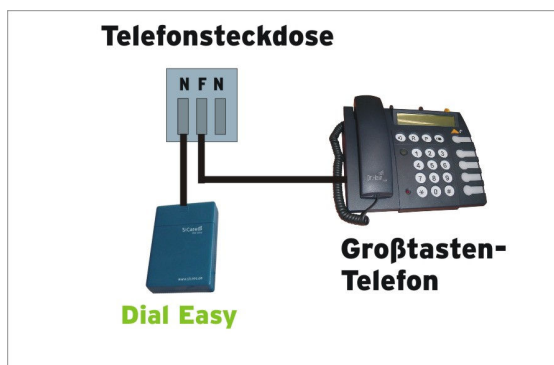 Telefonsteckdose
N F N
Großtasten-
Telefon
Dial Easy